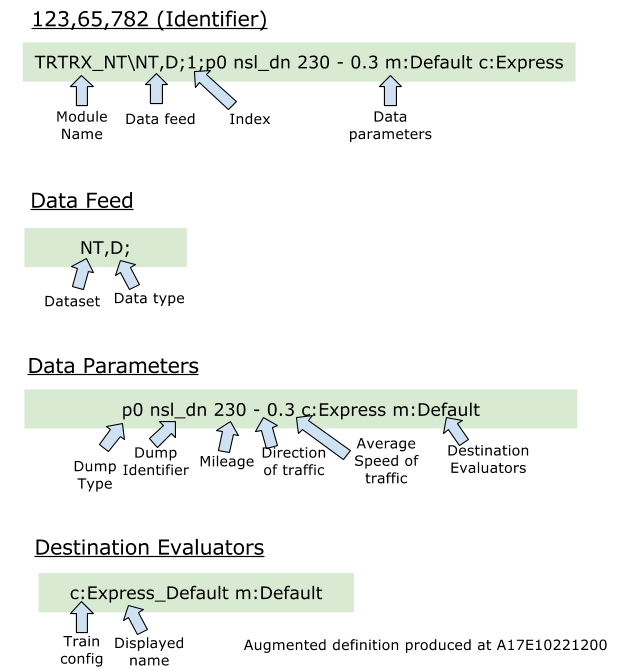 123,65,782 (Identifier)
TRTRX_NT\NT,D;1;p0 nsl_dn 230 - 0.3 m:Default c:Express
Module
Name
Data feed
Index
Data
parameters
Data Feed
NT,D;
Dataset
Data type
Data Parameters
p0 nsl_dn 230 - 0.3 c:Express m:Default
Dump
Type
Dump
Identifier
Mileage
Direction
of traffic
Average
Speed of
traffic
Destination
Evaluators
Destination Evaluators
c:Express_Default m:Default
Train
config
Displayed
name
Augmented definition produced at A17E10221200